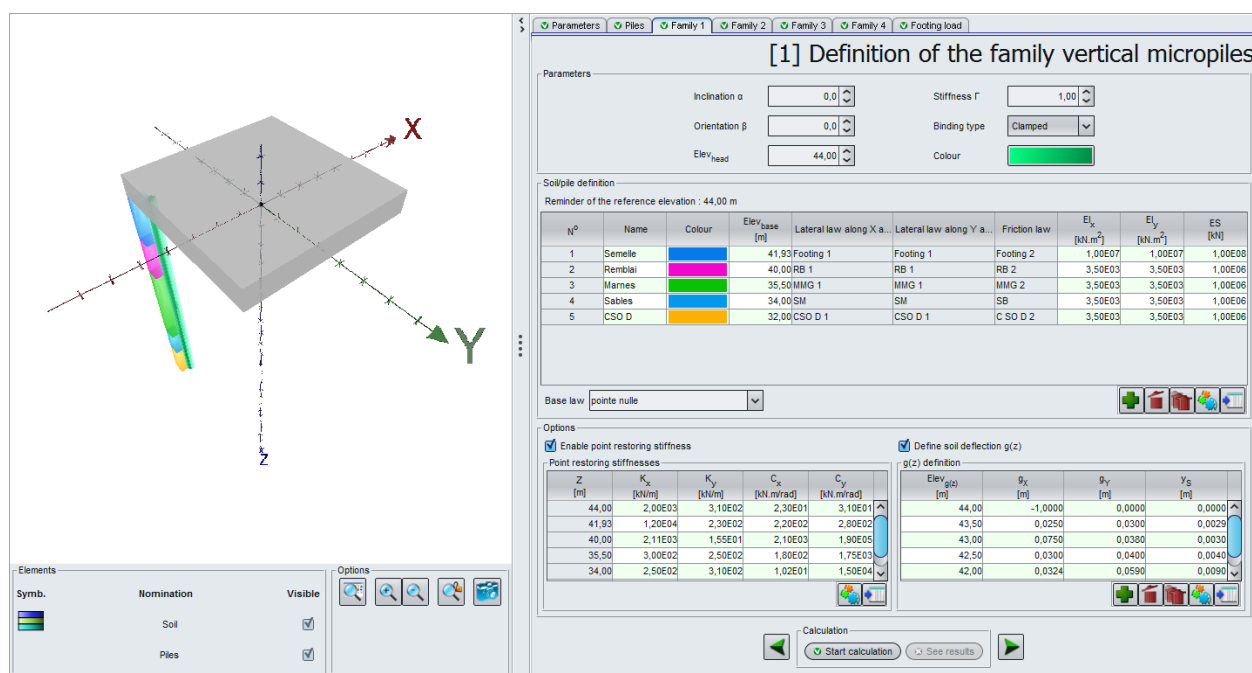 Parameters Piles Family 1 Family 2 Family 3 Family 4 Footing load
[1] Definition of the family vertical micropiles
Parameters
Inclination α 0,0 Stiffness Γ 1,00
Orientation β 0,0 Binding type Clamped
Elev head 44,00 Colour
Soil/pile definition
Reminder of the reference elevation : 44,00 m
N° Name Colour Elev base [m] Lateral law along X a... Lateral law along Y a... Friction law EI x [kN.m²] EI y [kN.m²] ES [kN]
1 Semelle 41,93 Footing 1 Footing 1 Footing 2 1,00E07 1,00E07 1,00E08
2 Remblai 40,00 RB 1 RB 1 RB 2 3,50E03 3,50E03 1,00E06
3 Marnes 35,50 MMG 1 MMG 1 MMG 2 3,50E03 3,50E03 1,00E06
4 Sables 34,00 SM SM SB 3,50E03 3,50E03 1,00E06
5 CSO D 32,00 CSO D 1 CSO D 1 C SO D 2 3,50E03 3,50E03 1,00E06
Base law pointe nulle
Options
Enable point restoring stiffness
Define soil deflection g(z)
Point restoring stiffnesses
Z [m] K x [kN/m] K y [kN/m] C x [kN.m/rad] C y [kN.m/rad]
44,00 2,00E03 3,10E02 2,30E01 3,10E01
41,93 1,20E04 2,30E02 2,20E02 2,80E02
40,00 2,11E03 1,55E01 2,10E03 1,90E05
35,50 3,00E02 2,50E02 1,80E02 1,75E03
34,00 2,50E02 3,10E02 1,02E01 1,50E04
g(z) definition
Elev g(z) [m] g X [m] g Y [m] y S [m]
44,00 -1,0000 0,0000 0,0000
43,50 0,0250 0,0300 0,0029
43,00 0,0750 0,0380 0,0030
42,50 0,0300 0,0400 0,0040
42,00 0,0324 0,0590 0,0090
Calculation
Start calculation See results
X
Y
Z
Elements
Symb. Nomination Visible
Soil
Piles
Options